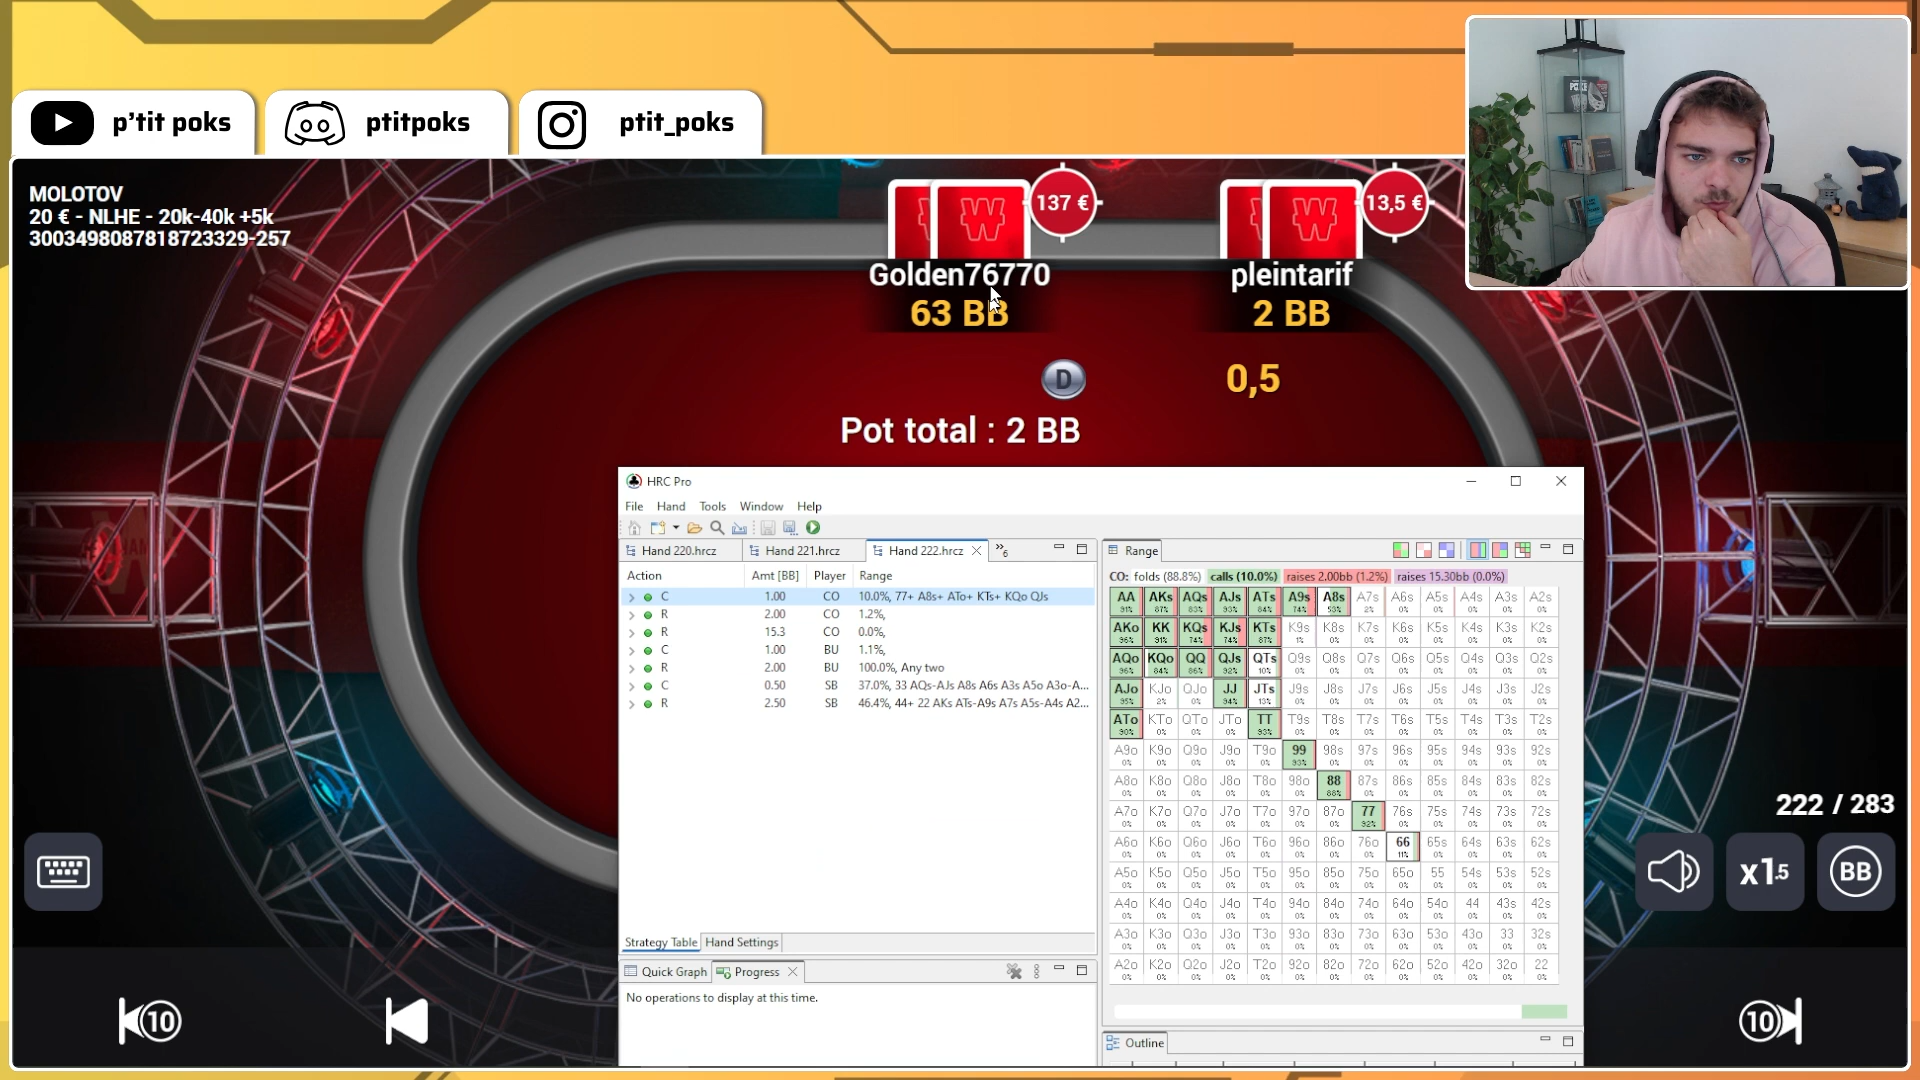 p'tit poks
ptitpoks
ptit_poks
MOLOTOV
20 € - NLHE - 20k-40k +5k
30034980878187233​29-257
137 €
13,5 €
Golden76770
63 BB
pleintarif
2 BB
0,5
D
Pot total : 2 BB
HRC Pro
File Hand Tools Window Help
Hand 220.hrcz Hand 221.hrcz Hand 222.hrcz
Action Amt [BB] Player Range
C 1.00 CO 10.0%, 77+ A8s+ ATo+ KTs+ KQo QJs
R 2.00 CO 1.2%,
R 15.3 CO 0.0%,
C 1.00 BU 1.1%,
R 2.00 BU 100.0%, Any two
C 0.50 SB 37.0%, 33 AQs-AJs A8s A6s A3s A5o A3o-A...
R 2.50 SB 46.4%, 44+ 22 AKs ATs-A9s A7s A5s-A4s A2...
Strategy Table Hand Settings
Quick Graph Progress
No operations to display at this time.
Range
CO: folds (88.8%) calls (10.0%) raises 2.00bb (1.2%) raises 15.30bb (0.0%)
AA AKs AQs AJs ATs A9s A8s A7s A6s A5s A4s A3s A2s
AKo KK KQs KJs KTs K9s K8s K7s K6s K5s K4s K3s K2s
AQo KQo QQ QJs QTs Q9s Q8s Q7s Q6s Q5s Q4s Q3s Q2s
AJo KJo QJo JJ JTs J9s J8s J7s J6s J5s J4s J3s J2s
ATo KTo QTo JTo TT T9s T8s T7s T6s T5s T4s T3s T2s
A9o K9o Q9o J9o T9o 99 98s 97s 96s 95s 94s 93s 92s
A8o K8o Q8o J8o T8o 98o 88 87s 86s 85s 84s 83s 82s
A7o K7o Q7o J7o T7o 97o 87o 77 76s 75s 74s 73s 72s
A6o K6o Q6o J6o T6o 96o 86o 76o 66 65s 64s 63s 62s
A5o K5o Q5o J5o T5o 95o 85o 75o 65o 55 54s 53s 52s
A4o K4o Q4o J4o T4o 94o 84o 74o 64o 54o 44 43s 42s
A3o K3o Q3o J3o T3o 93o 83o 73o 63o 53o 43o 33 32s
A2o K2o Q2o J2o T2o 92o 82o 72o 62o 52o 42o 32o 22
Outline
222 / 283
x1.5
BB
10
10